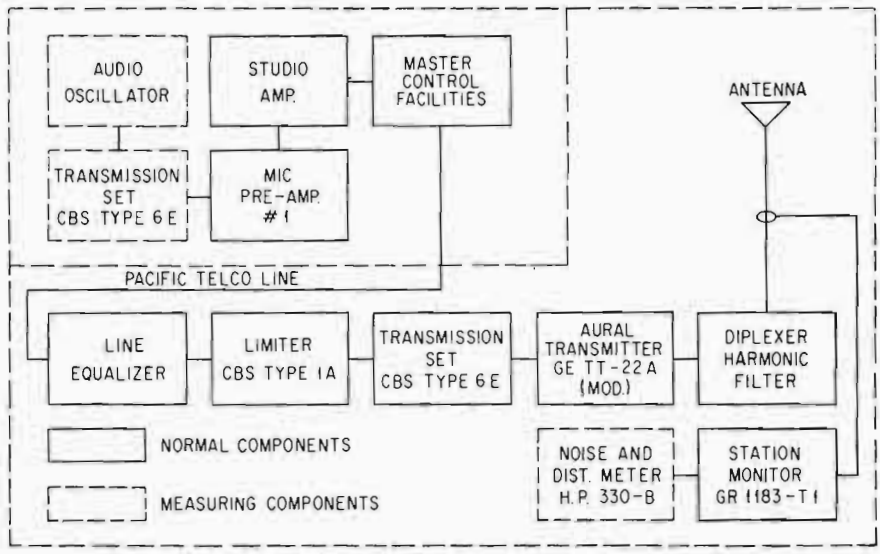 AUDIO
OSCILLATOR
STUDIO
AMP.
MASTER
CONTROL
FACILITIES
TRANSMISSION
SET
CBS TYPE 6E
MIC
PRE-AMP.
#1
ANTENNA
PACIFIC TELCO LINE
LINE
EQUALIZER
LIMITER
CBS TYPE 1A
TRANSMISSION
SET
CBS TYPE 6E
AURAL
TRANSMITTER
GE TT-22A
(MOD.)
DIPLEXER
HARMONIC
FILTER
NORMAL COMPONENTS
MEASURING COMPONENTS
NOISE AND
DIST. METER
H.P. 330-B
STATION
MONITOR
GR 1183-T1